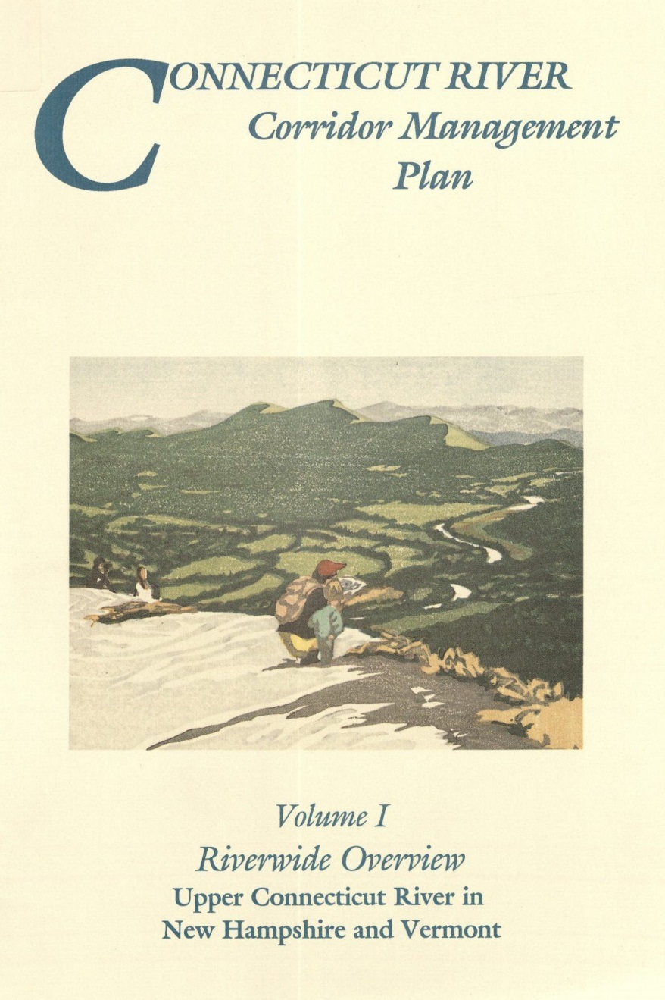 CONNECTICUT RIVER
Corridor Management
Plan
Volume I
Riverwide Overview
Upper Connecticut River in
New Hampshire and Vermont